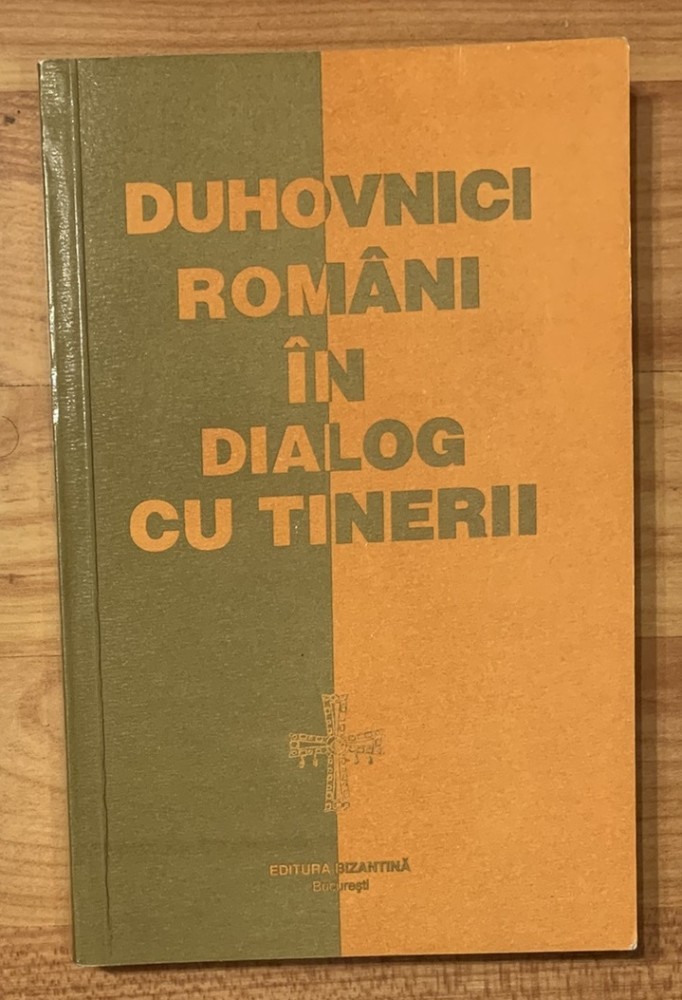 DUHOVNICI
ROMÂNI
ÎN
DIALOG
CU TINERII
EDITURA BIZANTINĂ
București